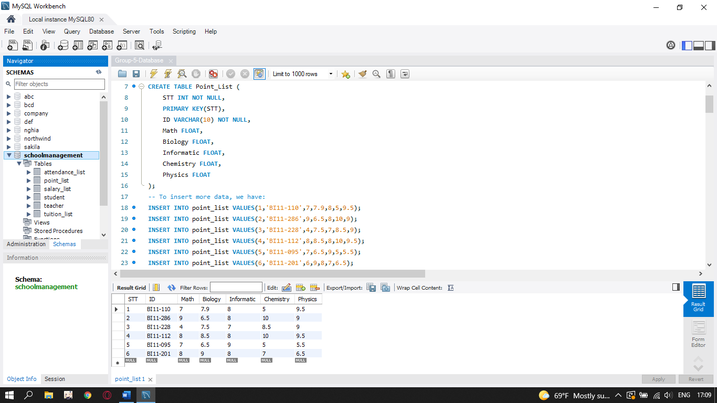 MySQL Workbench
Local instance MySQL80 ×
File Edit View Query Database Server Tools Scripting Help
Navigator
SCHEMAS
Filter objects
abc
bcd
company
def
nghia
northwind
sakila
schoolmanagement
Tables
attendance_list
point_list
salary_list
student
teacher
tuition_list
Views
Stored Procedures
Functions
Administration Schemas
Information
Schema:
schoolmanagement
Object Info Session
Group-5-Database ×
Limit to 1000 rows
7 CREATE TABLE Point_List (
8 STT INT NOT NULL,
9 PRIMARY KEY(STT),
10 ID VARCHAR(10) NOT NULL,
11 Math FLOAT,
12 Biology FLOAT,
13 Informatic FLOAT,
14 Chemistry FLOAT,
15 Physics FLOAT
16 );
17 -- To insert more data, we have:
18 INSERT INTO point_list VALUES(1,'BI11-110',7,7.9,8,5,9.5);
19 INSERT INTO point_list VALUES(2,'BI11-286',9,6.5,8,10,9);
20 INSERT INTO point_list VALUES(3,'BI11-228',4,7.5,7,8.5,9);
21 INSERT INTO point_list VALUES(4,'BI11-112',8,8.5,8,10,9.5);
22 INSERT INTO point_list VALUES(5,'BI11-095',7,6.5,9,5,5.5);
23 INSERT INTO point_list VALUES(6,'BI11-201',8,9,8,7,6.5);
Result Grid Filter Rows: Edit: Export/Import: Wrap Cell Content:
STT ID Math Biology Informatic Chemistry Physics
1 BI11-110 7 7.9 8 5 9.5
2 BI11-286 9 6.5 8 10 9
3 BI11-228 4 7.5 7 8.5 9
4 BI11-112 8 8.5 8 10 9.5
5 BI11-095 7 6.5 9 5 5.5
6 BI11-201 8 9 8 7 6.5
NULL NULL NULL NULL NULL NULL NULL
Result Grid
Form Editor
point_list 1 ×
Apply Revert
69°F Mostly su... ENG 17:09